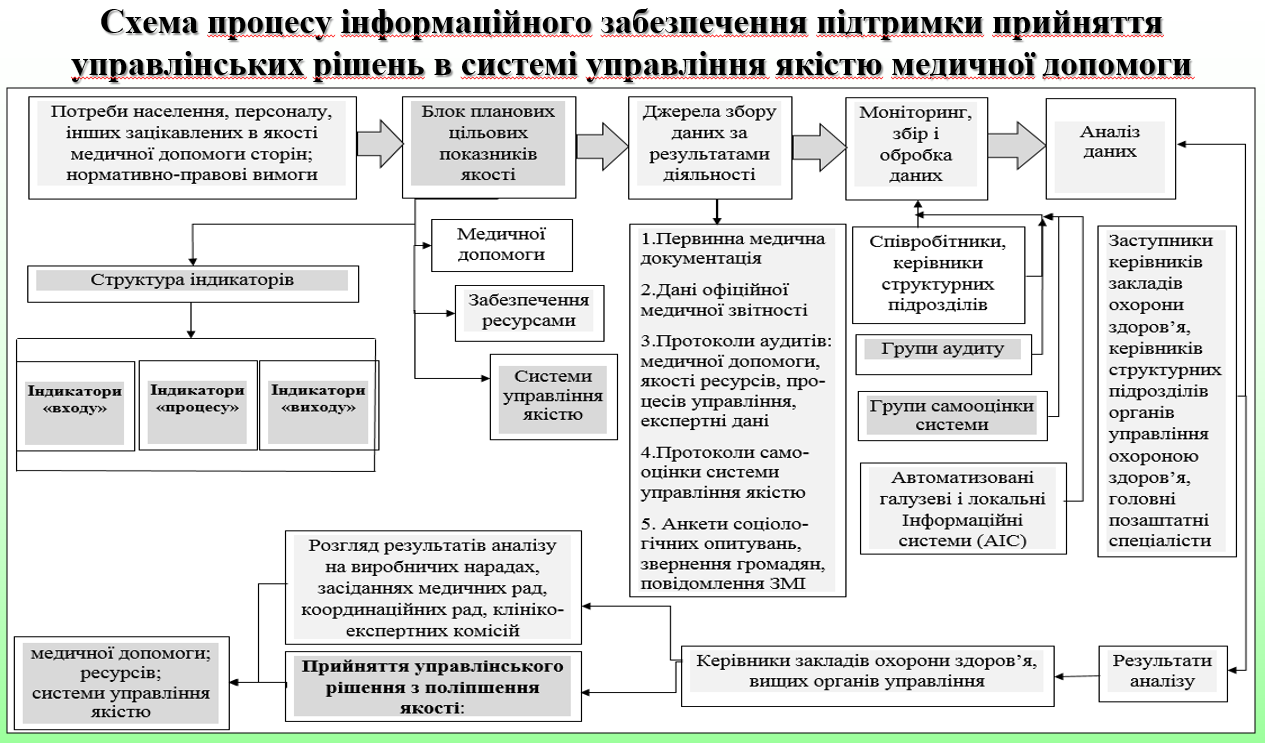 Схема процесу інформаційного забезпечення підтримки прийняття
управлінських рішень в системі управління якістю медичної допомоги
Потреби населення, персоналу,
інших зацікавлених в якості
медичної допомоги сторін;
нормативно-правові вимоги
Блок планових
цільових
показників
якості
Джерела збору
даних за
результатами
діяльності
Моніторинг,
збір і
обробка
даних
Аналіз
даних
Структура індикаторів
Індикатори
«входу»
Індикатори
«процесу»
Індикатори
«виходу»
Медичної
допомоги
Забезпечення
ресурсами
Системи
управління
якістю
1.Первинна медична
документація
2.Дані офіційної
медичної звітності
3.Протоколи аудитів:
медичної допомоги,
якості ресурсів, про-
цесів управління,
експертні дані
4.Протоколи само-
оцінки системи
управління якістю
5. Анкети соціоло-
гічних опитувань,
звернення громадян,
повідомлення ЗМІ
Співробітники,
керівники
структурних
підрозділів
Групи аудиту
Групи самооцінки
системи
Автоматизовані
галузеві і локальні
Інформаційні
системи (АІС)
Заступники
керівників
закладів
охорони
здоров’я,
керівників
структурних
підрозділів
органів
управління
охороною
здоров’я,
головні
позаштатні
спеціалісти
Розгляд результатів аналізу
на виробничих нарадах,
засіданнях медичних рад,
координаційних рад, клініко-
експертних комісій
Прийняття управлінського
рішення з поліпшення
якості:
медичної допомоги;
ресурсів;
системи управління
якістю
Керівники закладів охорони здоров’я,
вищих органів управління
Результати
аналізу